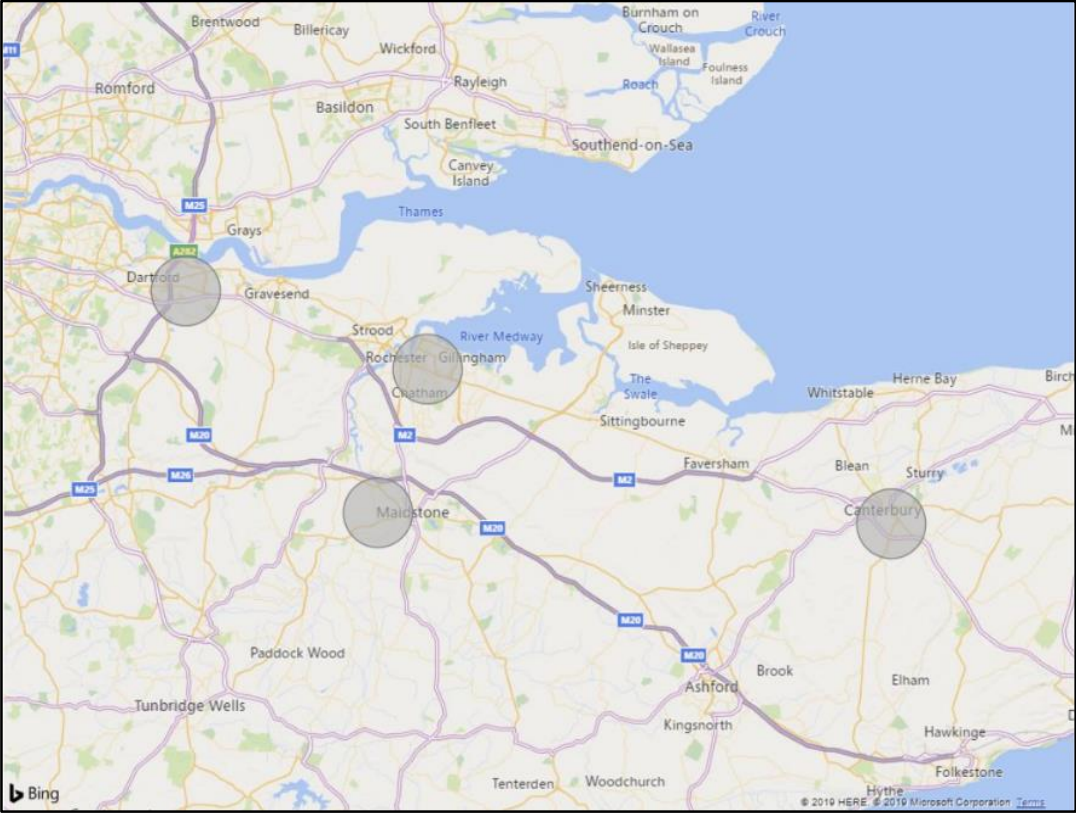 Brentwood
Billericay
Burnham on
Crouch
River
Crouch
M11
Wickford
Wallasea
Island
Foulness
Island
Romford
Rayleigh
Roach
Basildon
South Benfleet
Southend-on-Sea
Canvey
Island
M25
Thames
Grays
A282
Dartford
Gravesend
Sheerness
Minster
Strood
River Medway
Isle of Sheppey
Rochester
Gillingham
The
Swale
Chatham
Whitstable
Herne Bay
Birch
Sittingbourne
M20
M2
Mi
M26
M25
M2
Faversham
Blean
Sturry
Maidstone
M20
Canterbury
M20
Paddock Wood
M20
Brook
Ashford
Elham
Tunbridge Wells
Kingsnorth
D
Hawkinge
Tenterden
Woodchurch
Folkestone
Hythe
Bing
© 2019 HERE, © 2019 Microsoft Corporation Terms